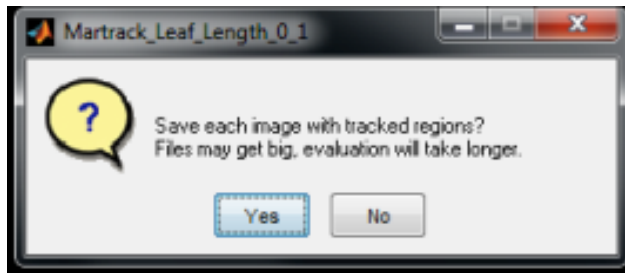 Martrack_Leaf_Length_0_1
?
Save each image with tracked regions?
Files may get big, evaluation will take longer.
Yes No